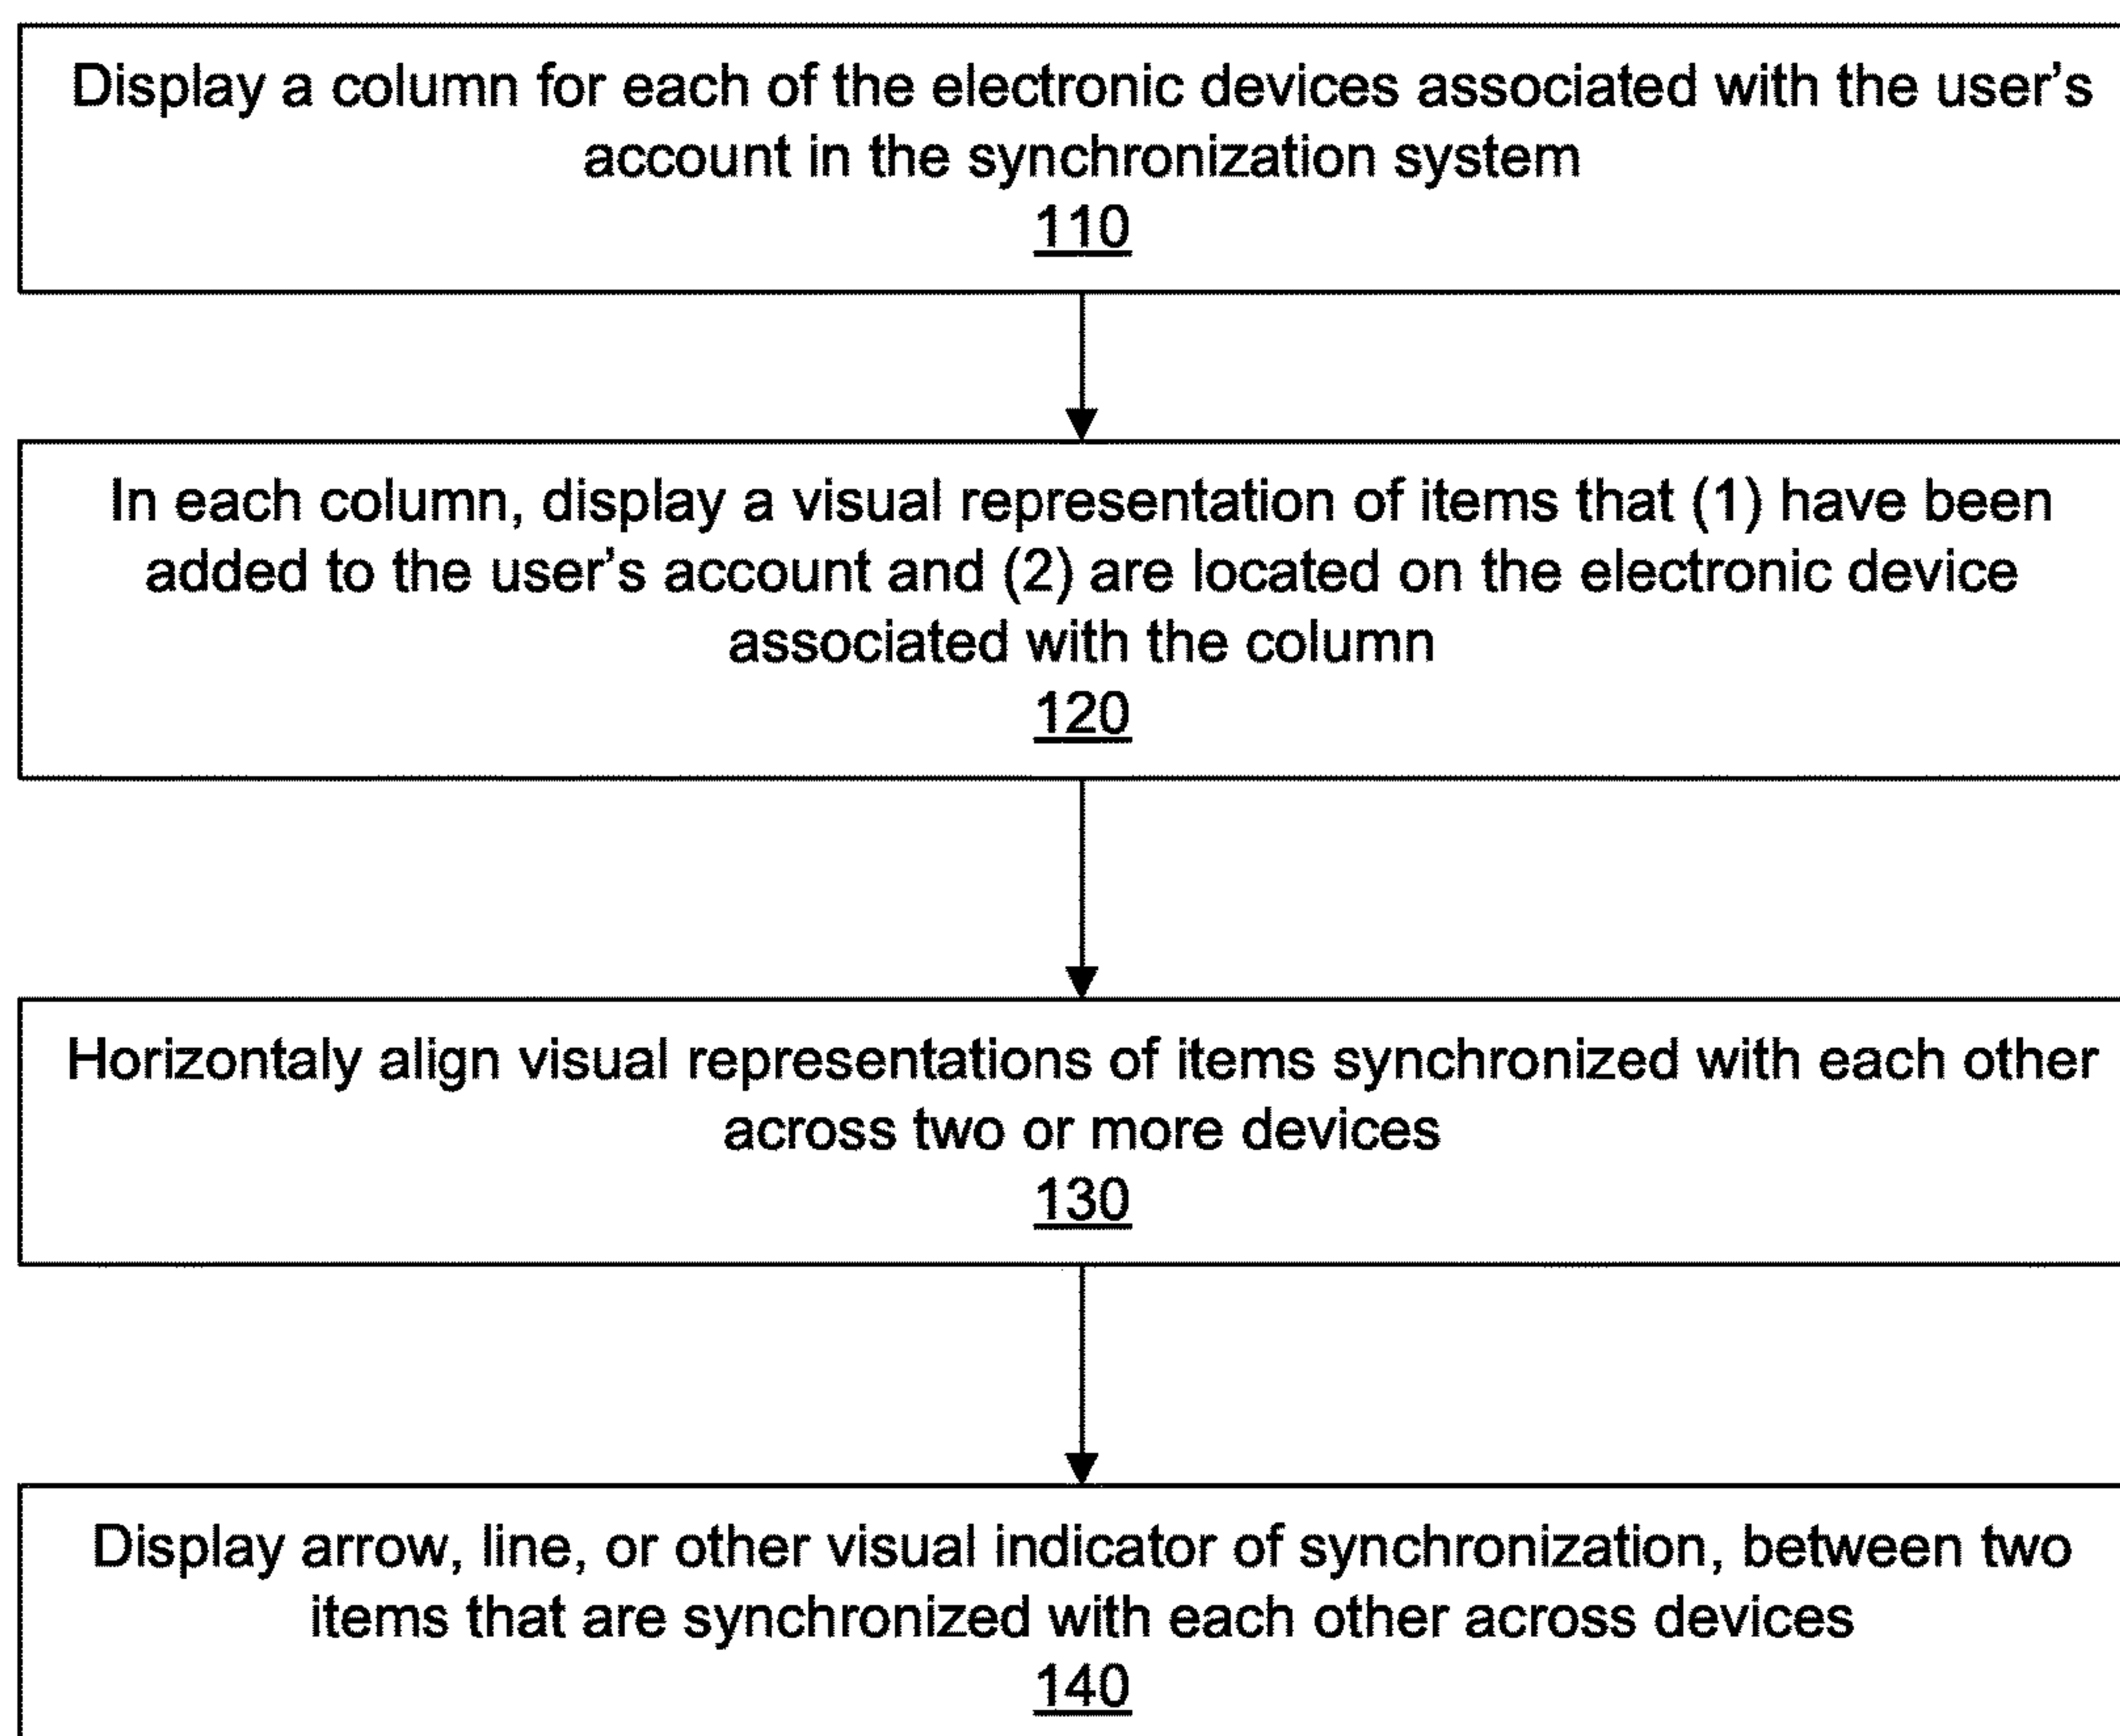 Display a column for each of the electronic devices associated with the user's
account in the synchronization system
110
In each column, display a visual representation of items that (1) have been
added to the user's account and (2) are located on the electronic device
associated with the column
120
Horizontaly align visual representations of items synchronized with each other
across two or more devices
130
Display arrow, line, or other visual indicator of synchronization, between two
items that are synchronized with each other across devices
140